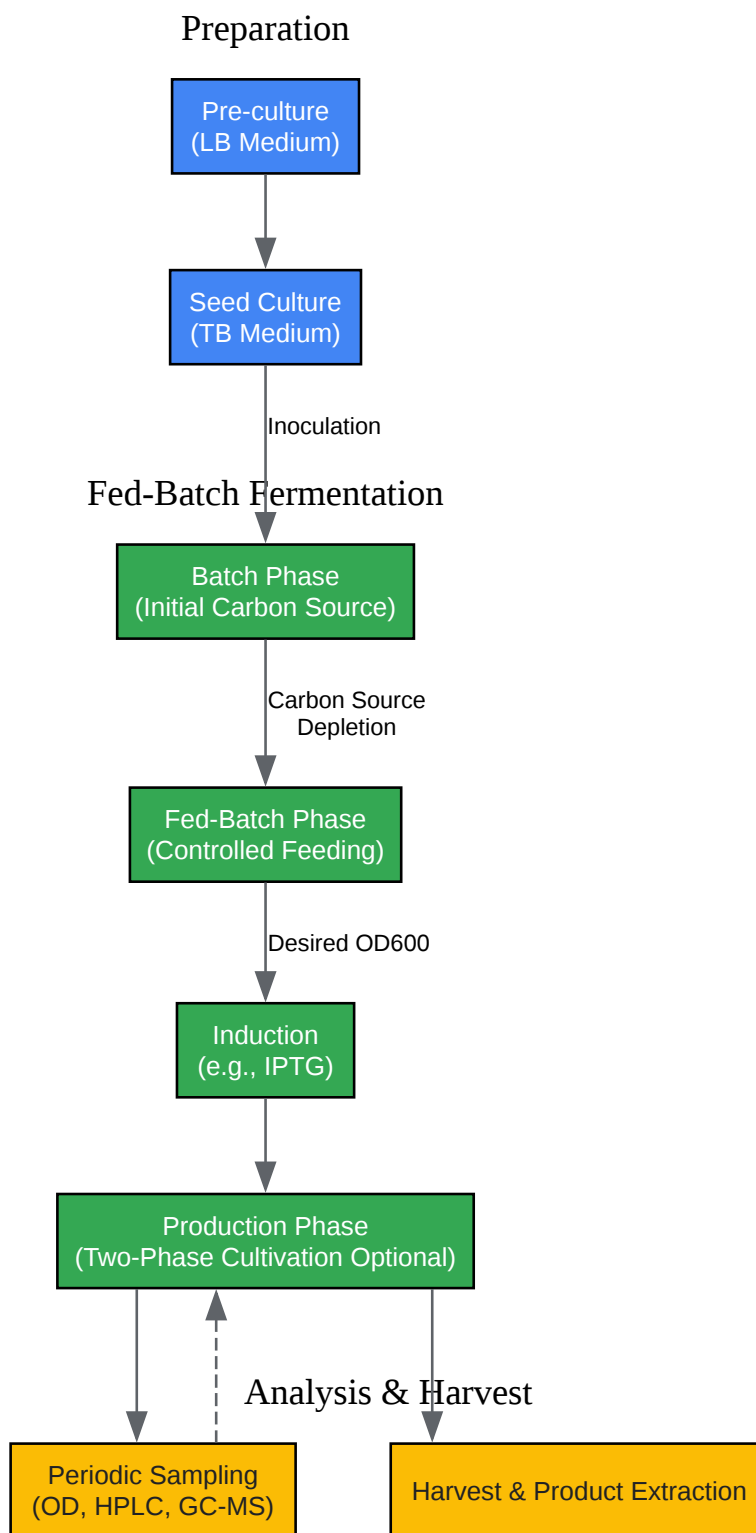 Preparation
Pre-culture
(LB Medium)
Seed Culture
(TB Medium)
Inoculation
Fed-Batch Fermentation
Batch Phase
(Initial Carbon Source)
Carbon Source
Depletion
Fed-Batch Phase
(Controlled Feeding)
Desired OD600
Induction
(e.g., IPTG)
Production Phase
(Two-Phase Cultivation Optional)
Analysis & Harvest
Periodic Sampling
(OD, HPLC, GC-MS)
Harvest & Product Extraction